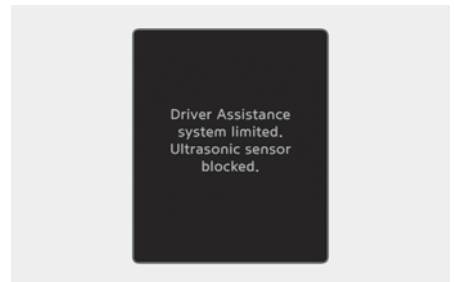 Driver Assistance
system limited.
Ultrasonic sensor
blocked.